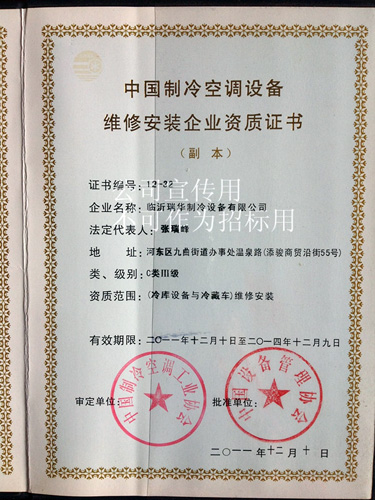 中国制冷空调设备
维修安装企业资质证书
（副 本）
证书编号：12-32
公司宣传用
企业名称：临沂瑞华制冷设备有限公司
不可作为招标用
法定代表人：张瑞峰
地 址：河东区九曲街道办事处温泉路(添骏商贸沿街55号)
类、级别：C类III级
资质范围：(冷库设备与冷藏车)维修安装
有效期限：二〇一一年十二月十日至二〇一四年十二月九日
审定单位：
中国制冷空调工业协会
批准单位：
中国设备管理协会
二〇一一年十二月十日